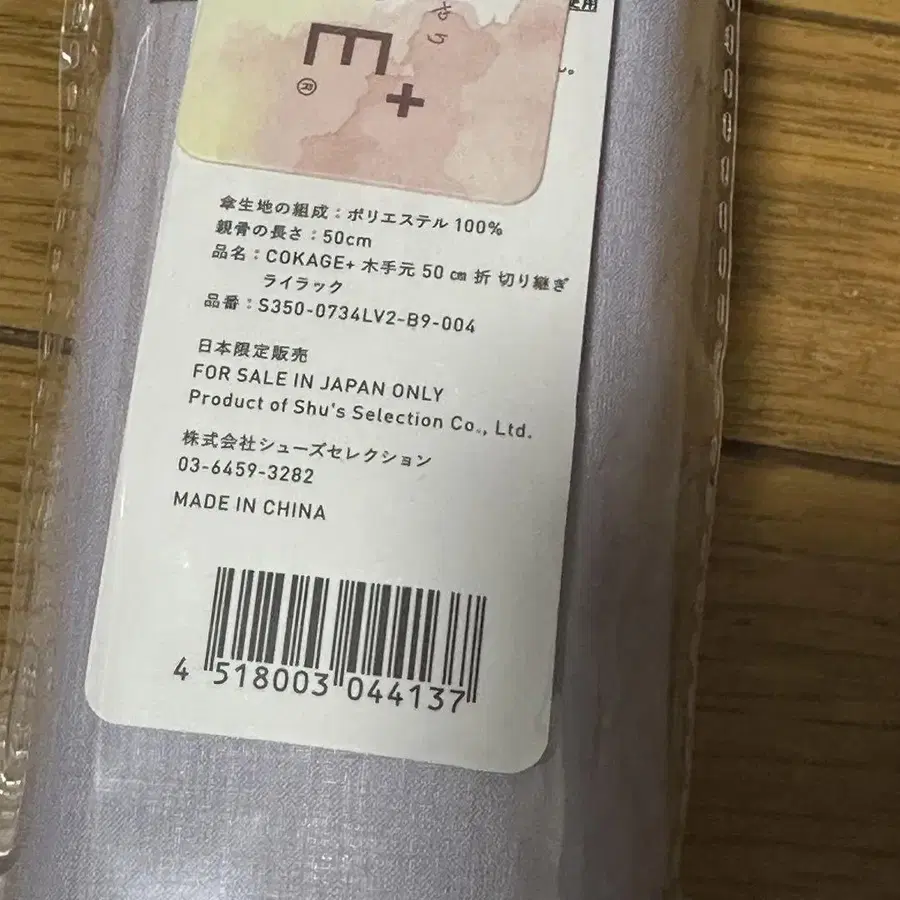 E+
®
傘生地の組成：ポリエステル 100%
親骨の長さ：50cm
品名：COKAGE+ 木手元 50 ㎝ 折 切り継ぎ
ライラック
品番：S350-0734LV2-B9-004
日本限定販売
FOR SALE IN JAPAN ONLY
Product of Shu's Selection Co., Ltd.
株式会社シューズセレクション
03-6459-3282
MADE IN CHINA
4 518003 044137